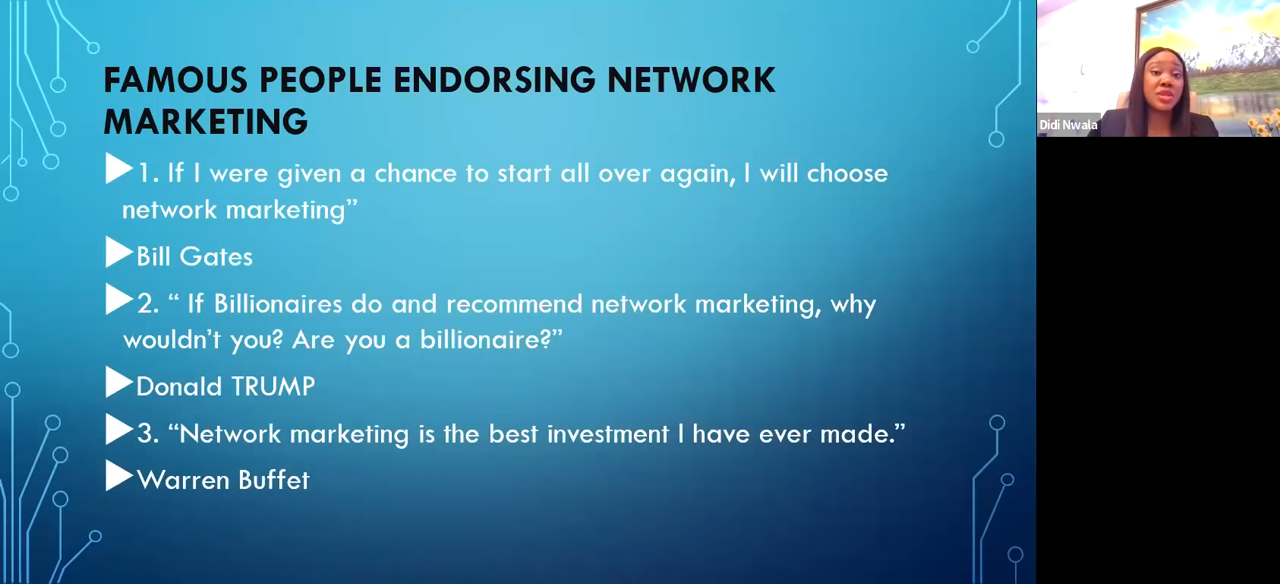 FAMOUS PEOPLE ENDORSING NETWORK
MARKETING
1. If I were given a chance to start all over again, I will choose
network marketing”
Bill Gates
2. “ If Billionaires do and recommend network marketing, why
wouldn’t you? Are you a billionaire?”
Donald TRUMP
3. “Network marketing is the best investment I have ever made.”
Warren Buffet
Didi Nwala